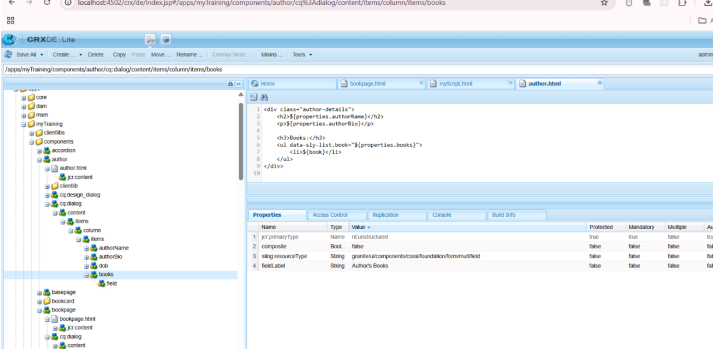 localhost:4502/crx/de/index.jsp#/apps/myTraining/components/author/cq%3Adialog/content/items/column/items/books
CRXDE Lite
Save All Create ... Delete Copy Paste Move ... Rename ... Overlay Node ... Mixins ... Tools
/apps/myTraining/components/author/cq:dialog/content/items/column/items/books
Home bookpage.html myScript.html author.html
core
dam
msm
myTraining
clientlibs
components
accordion
author
author.html
jcr:content
clientlib
cq:design_dialog
cq:dialog
content
items
column
items
authorName
authorBio
dob
books
field
basepage
bookcard
bookpage
bookpage.html
jcr:content
cq:dialog
content
1 <div class="author-details">
2 <h2>${properties.authorName}</h2>
3 <p>${properties.authorBio}</p>
4
5 <h3>Books:</h3>
6 <ul data-sly-list.book="${properties.books}">
7 <li>${book}</li>
8 </ul>
9 </div>
10
Properties Access Control Replication Console Build Info
Name Type Value Protected Mandatory Multiple
1 jcr:primaryType Name nt:unstructured true true false
2 composite Bool... false false false false
3 sling:resourceType String granite/ui/components/coral/foundation/form/multifield false false false
4 fieldLabel String Author's Books false false false